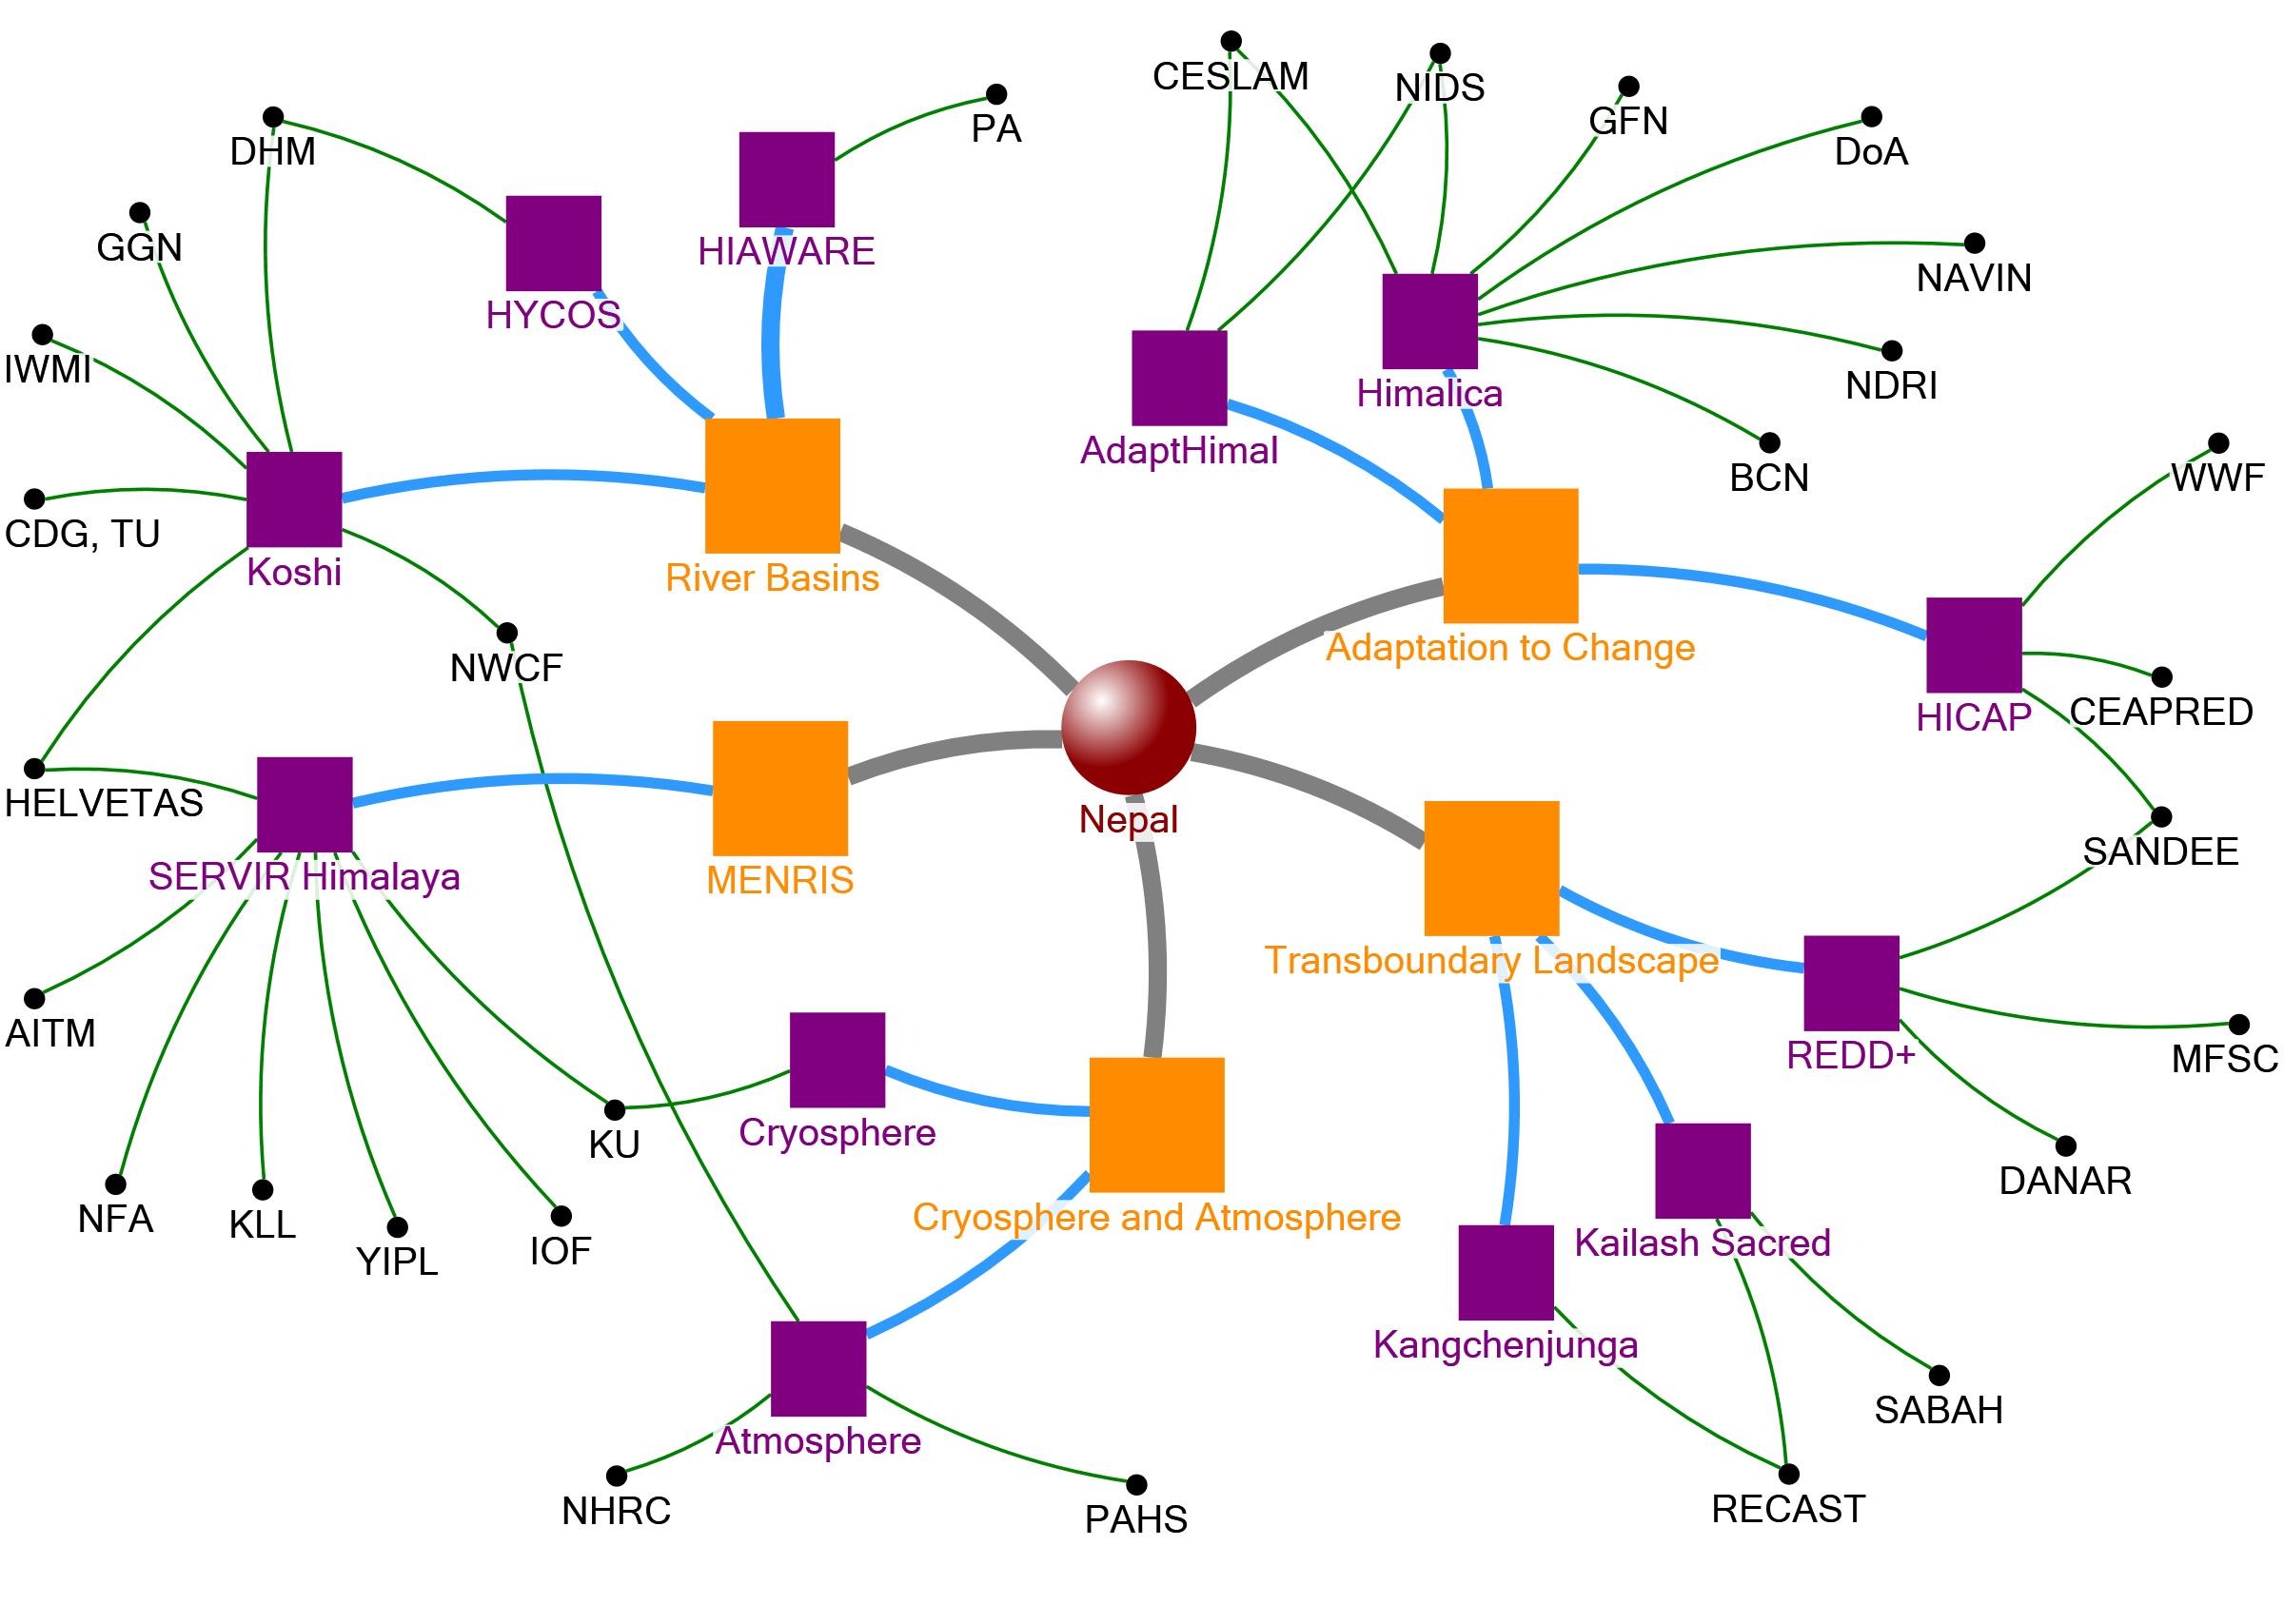 CESLAM
NIDS
GFN
PA
DoA
DHM
GGN
HIAWARE
NAVIN
HYCOS
IWMI
NDRI
Himalica
AdaptHimal
BCN
WWF
CDG, TU
Koshi
River Basins
Adaptation to Change
NWCF
HICAP
CEAPRED
HELVETAS
Nepal
SANDEE
SERVIR Himalaya
MENRIS
Transboundary Landscape
AITM
REDD+
MFSC
KU
Cryosphere
DANAR
NFA
KLL
YIPL
IOF
Cryosphere and Atmosphere
Kailash Sacred
Kangchenjunga
SABAH
Atmosphere
NHRC
PAHS
RECAST